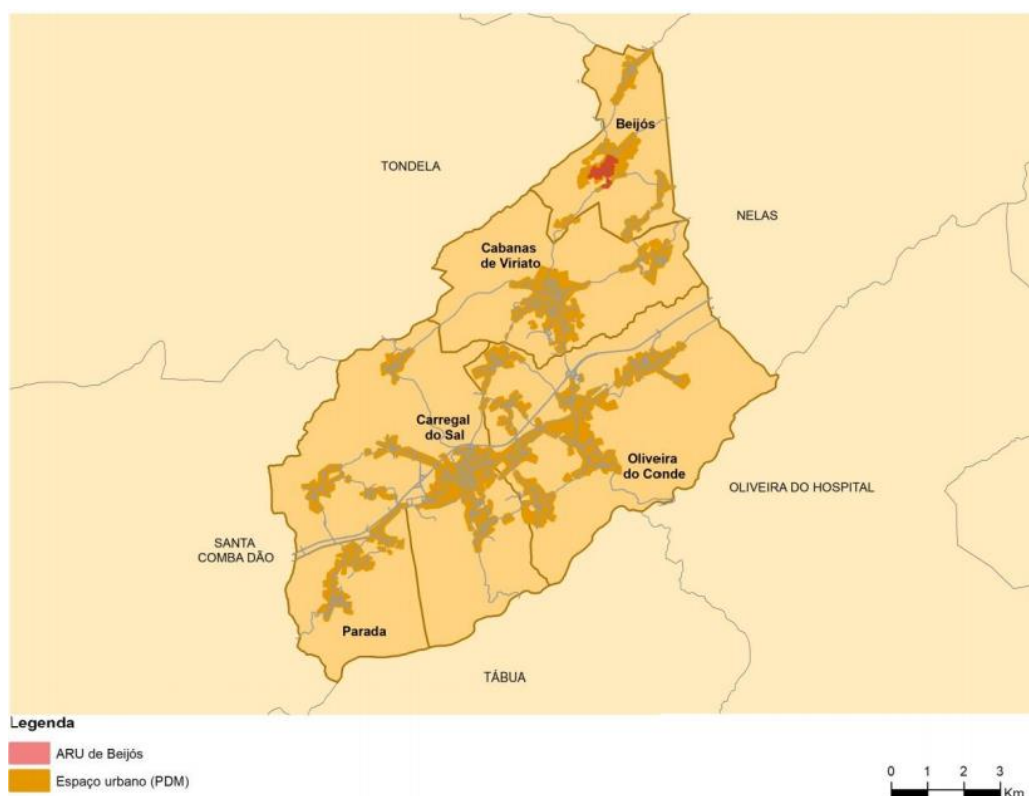 Beijós
TONDELA
NELAS
Cabanas
de Viriato
Carregal
do Sal
Oliveira
do Conde
OLIVEIRA DO HOSPITAL
SANTA
COMBA DÃO
Parada
TÁBUA
Legenda
ARU de Beijós
Espaço urbano (PDM)
0 1 2 3
Km